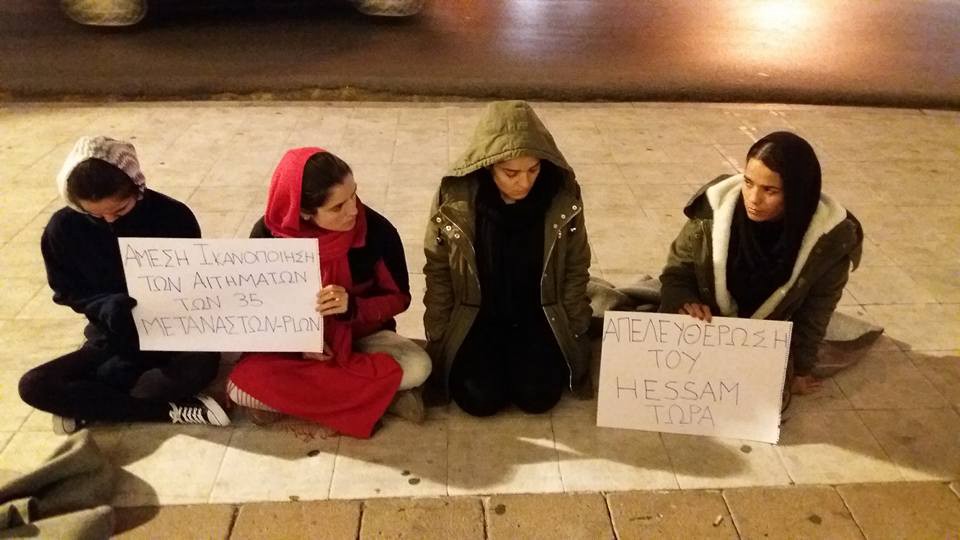 ΑΜΕΣΗ ΙΚΑΝΟΠΟΙΗΣΗ
ΤΩΝ ΑΙΤΗΜΑΤΩΝ
ΤΩΝ 35
ΜΕΤΑΝΑΣΤΩΝ-ΡΙΩΝ
ΑΠΕΛΕΥΘΕΡΩΣΗ
ΤΟΥ
HESSAM
ΤΩΡΑ